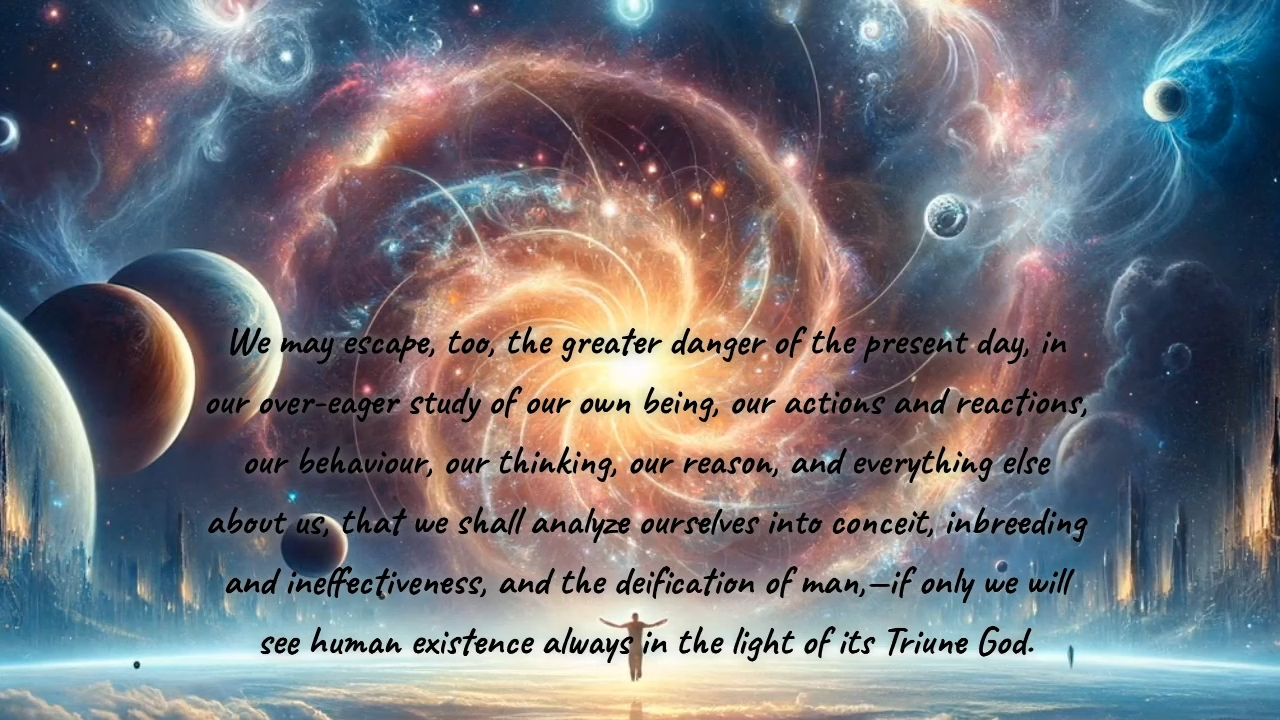 We may escape, too, the greater danger of the present day, in
our over-eager study of our own being, our actions and reactions,
our behaviour, our thinking, our reason, and everything else
about us, that we shall analyze ourselves into conceit, inbreeding
and ineffectiveness, and the deification of man,—if only we will
see human existence always in the light of its Triune God.